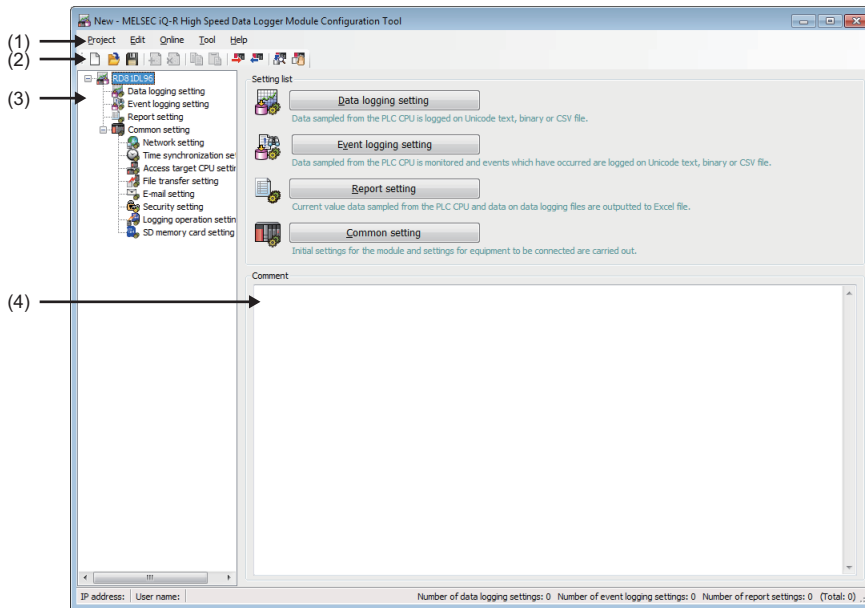 New - MELSEC iQ-R High Speed Data Logger Module Configuration Tool
(1)
Project Edit Online Tool Help
(2)
(3)
RD81DL96
Data logging setting
Event logging setting
Report setting
Common setting
Network setting
Time synchronization set
Access target CPU settin
File transfer setting
E-mail setting
Security setting
Logging operation settin
SD memory card setting
Setting list
Data logging setting
Data sampled from the PLC CPU is logged on Unicode text, binary or CSV file.
Event logging setting
Data sampled from the PLC CPU is monitored and events which have occurred are logged on Unicode text, binary or CSV file.
Report setting
Current value data sampled from the PLC CPU and data on data logging files are outputted to Excel file.
Common setting
Initial settings for the module and settings for equipment to be connected are carried out.
Comment
(4)
IP address: User name: Number of data logging settings: 0 Number of event logging settings: 0 Number of report settings: 0 (Total: 0)